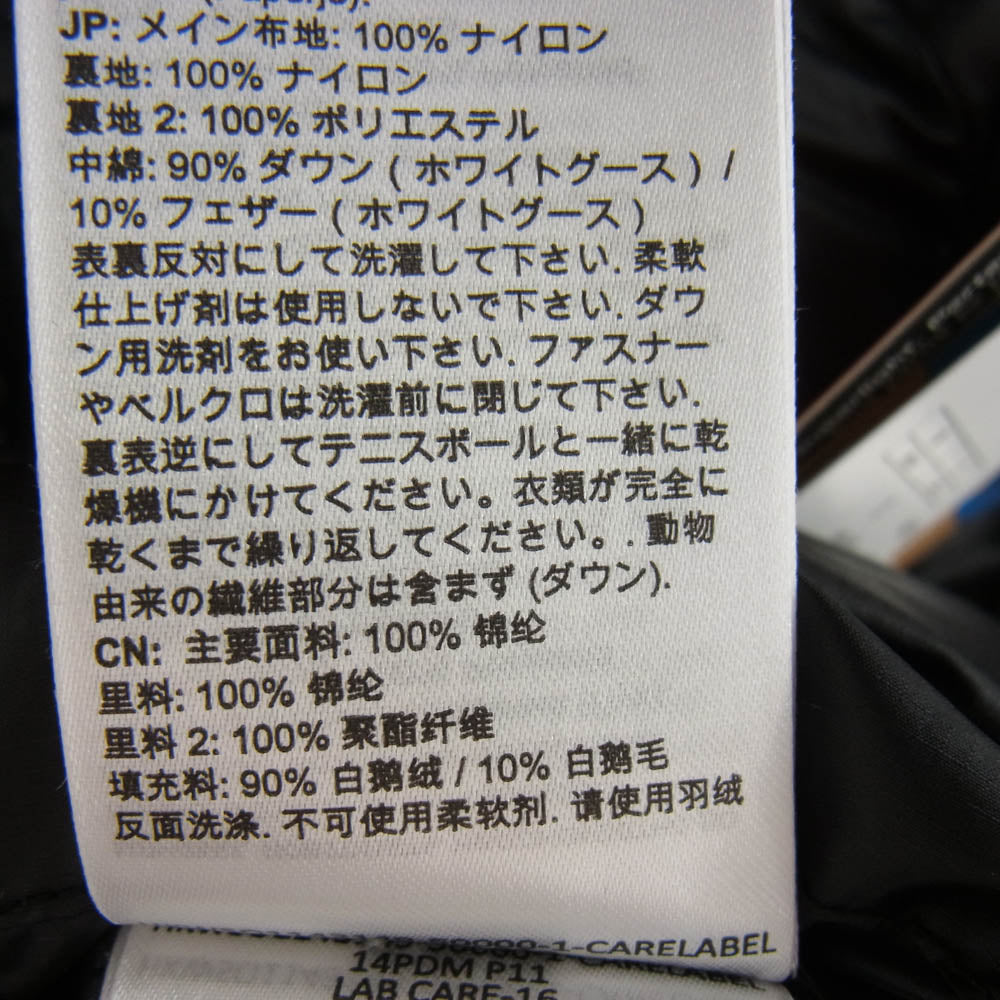 JP: メイン布地: 100% ナイロン
裏地: 100% ナイロン
裏地 2: 100% ポリエステル
中綿: 90% ダウン ( ホワイトグース ) /
10% フェザー ( ホワイトグース )
表裏反対にして洗濯して下さい. 柔軟
仕上げ剤は使用しないで下さい. ダウ
ン用洗剤をお使い下さい. ファスナー
やベルクロは洗濯前に閉じて下さい.
裏表逆にしてテニスボールと一緒に乾
燥機にかけてください。衣類が完全に
乾くまで繰り返してください。. 動物
由来の繊維部分は含まず (ダウン).
CN: 主要面料: 100% 锦纶
里料: 100% 锦纶
里料 2: 100% 聚酯纤维
填充料: 90% 白鹅绒 / 10% 白鹅毛
反面洗涤. 不可使用柔软剂. 请使用羽绒
-1-CARELABEL
14PDM P11
LAB CARE-16